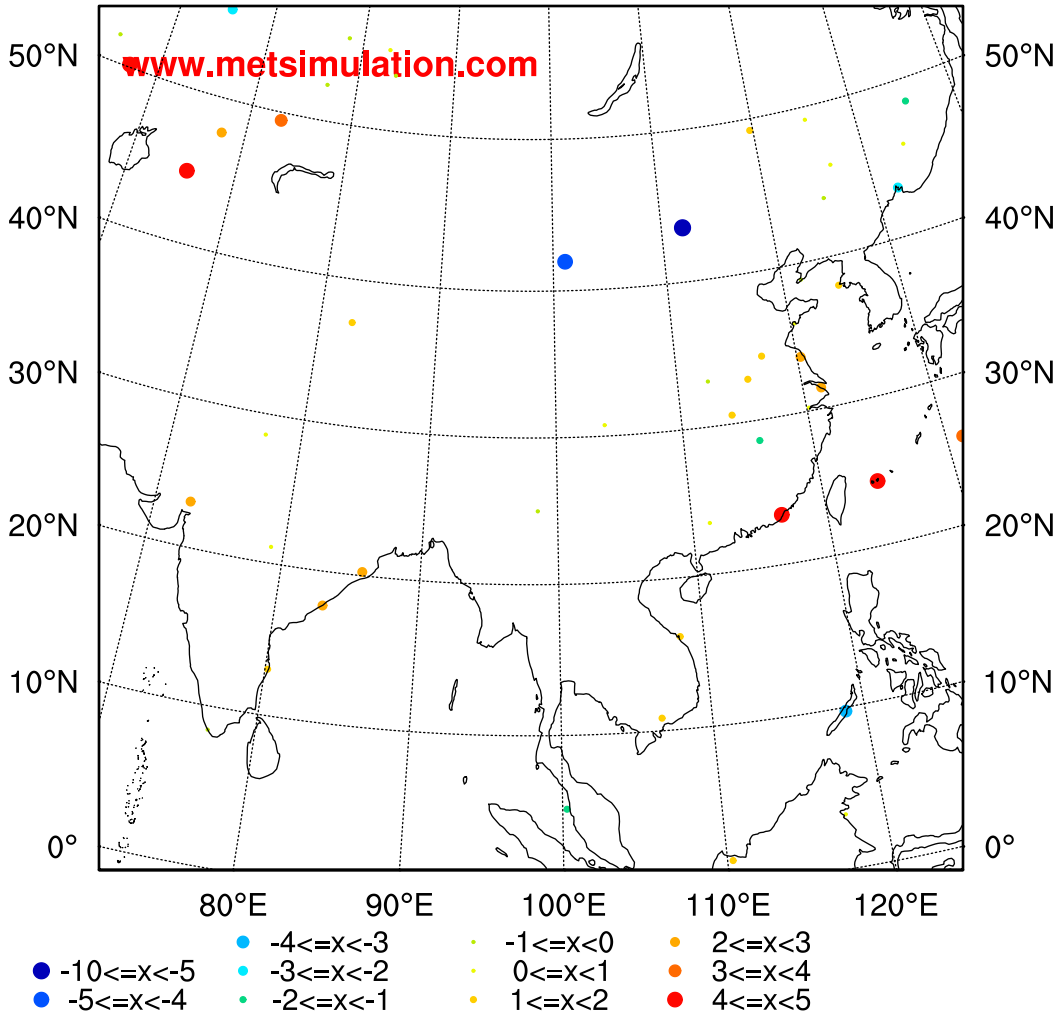 50°N 50°N
www.metsimulation.com
40°N 40°N
30°N 30°N
20°N 20°N
10°N 10°N
0° 0°
80°E 90°E 100°E 110°E 120°E
-4<=x<-3 -1<=x<0 2<=x<3
-10<=x<-5 -3<=x<-2 0<=x<1 3<=x<4
-5<=x<-4 -2<=x<-1 1<=x<2 4<=x<5